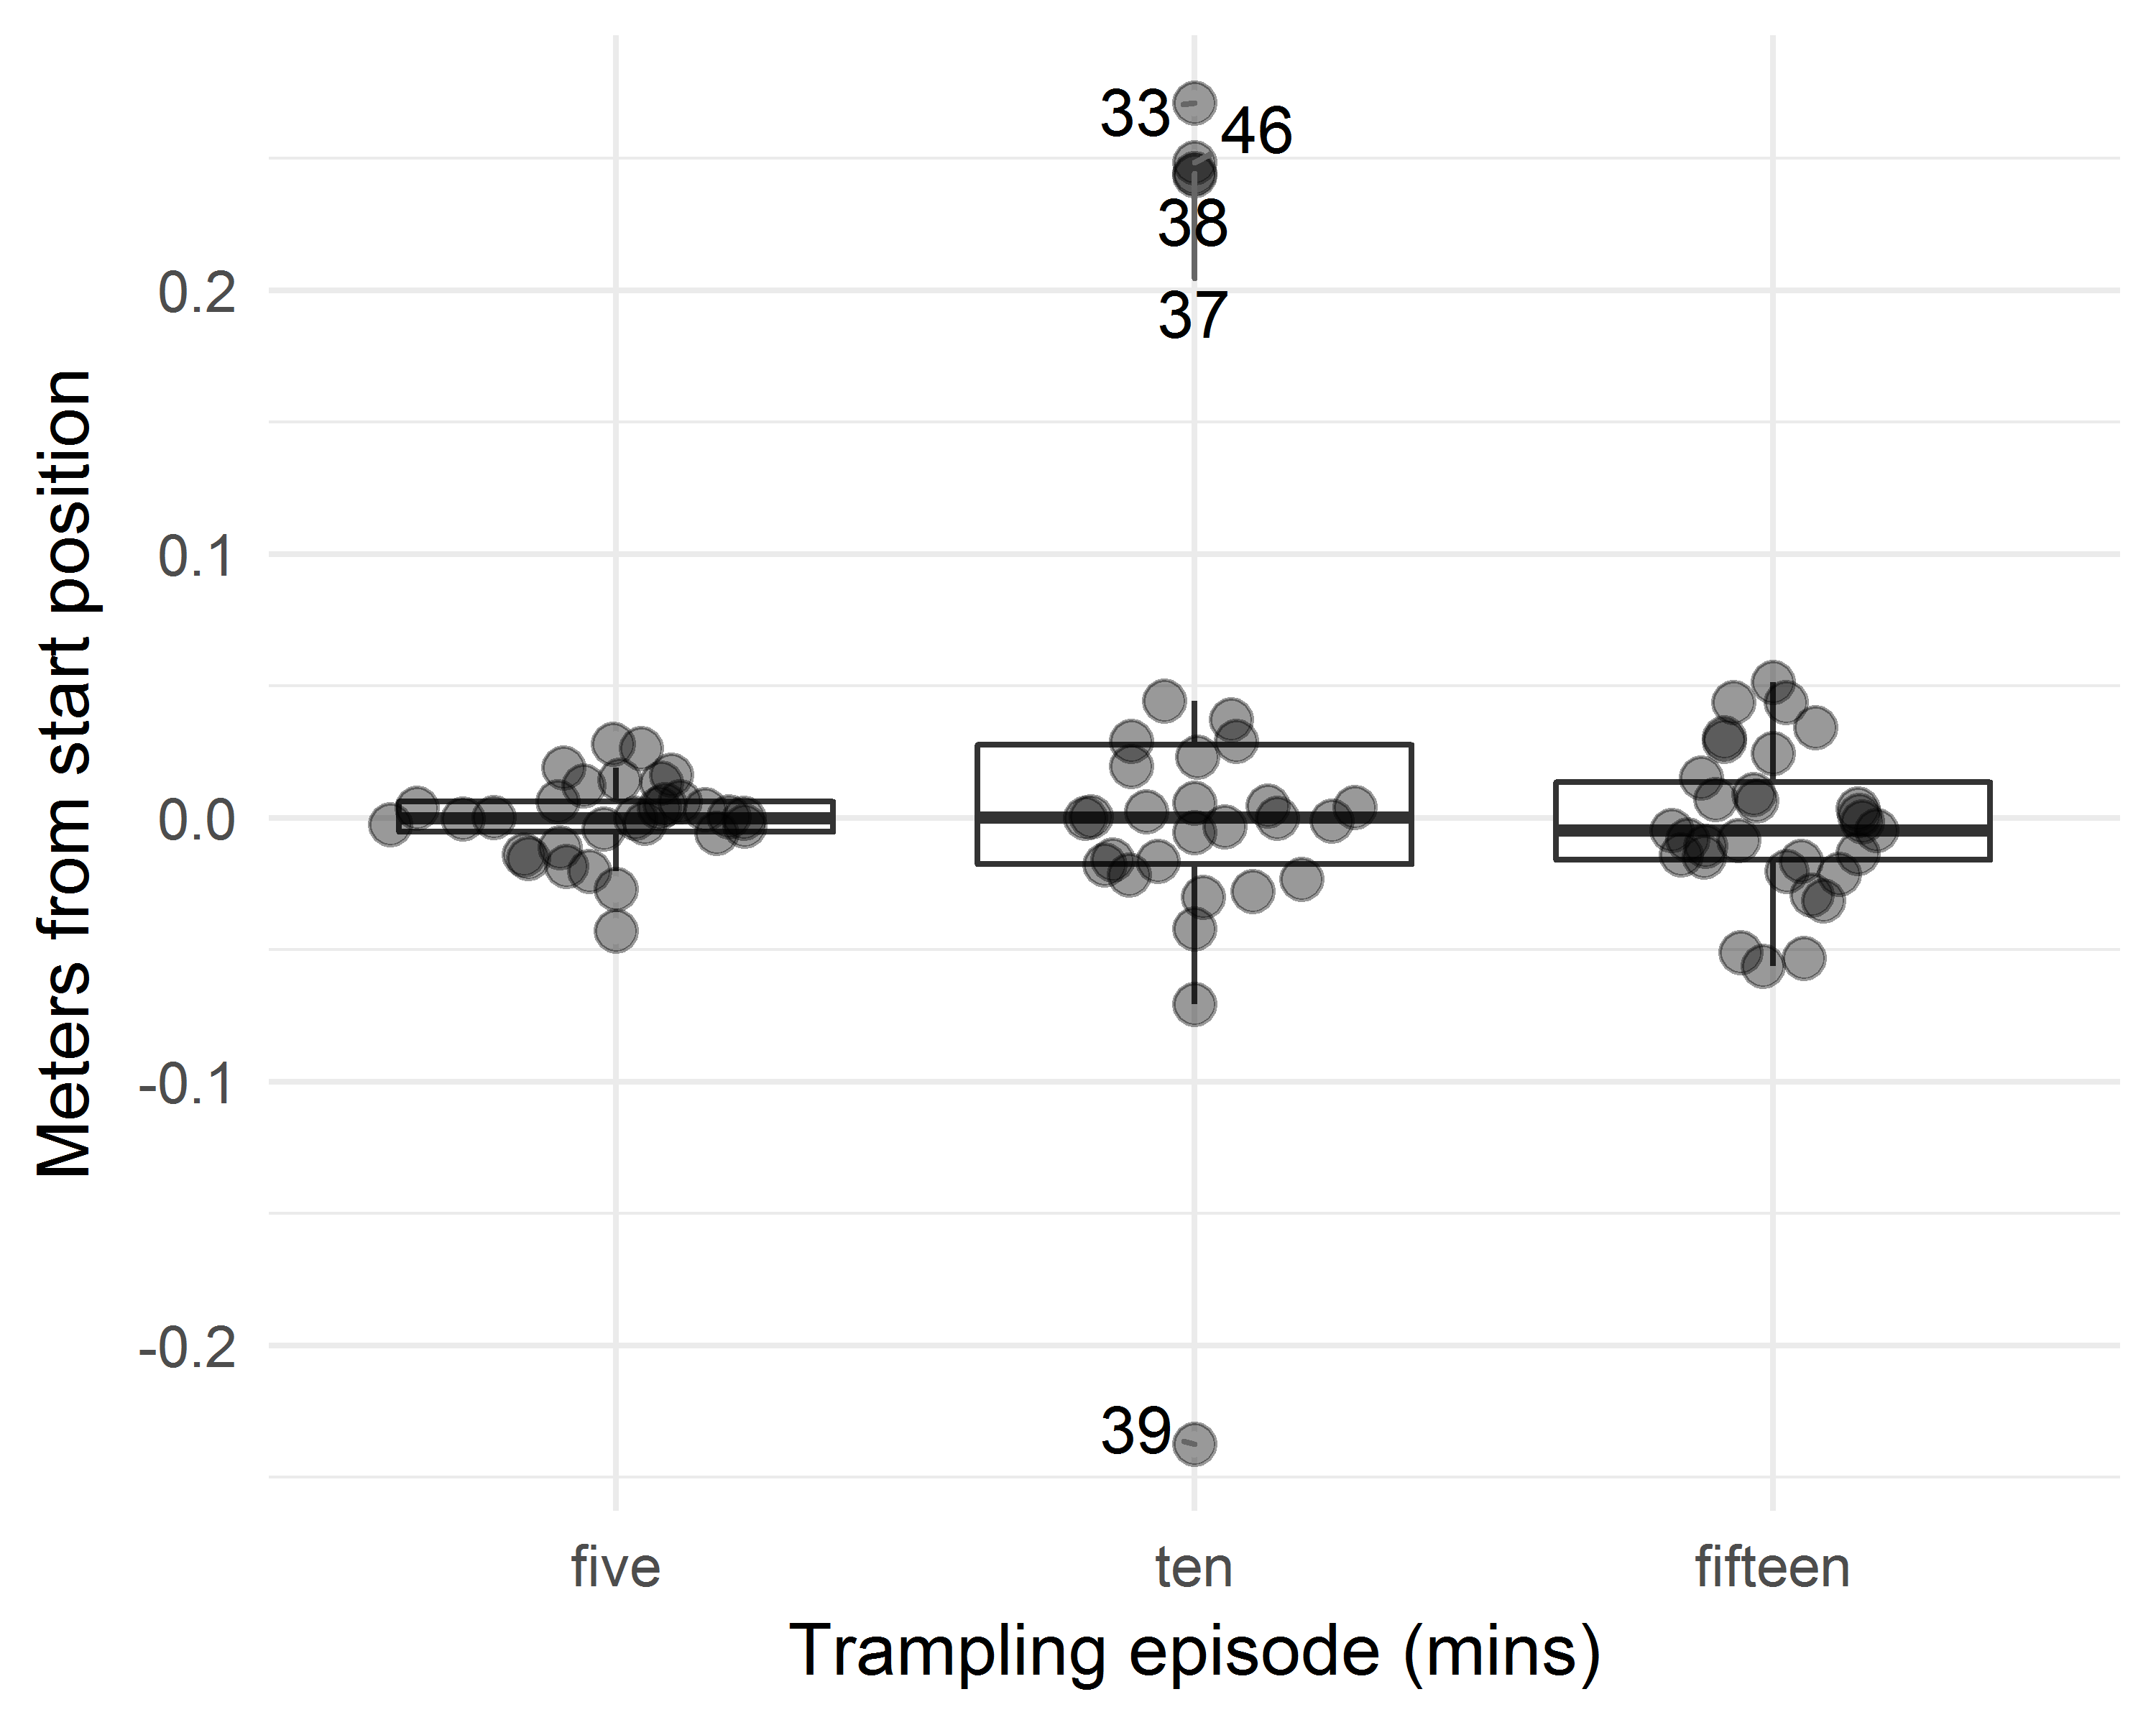 Meters from start position
0.2
0.1
0.0
-0.1
-0.2
33
46
38
37
39
five
ten
fifteen
Trampling episode (mins)